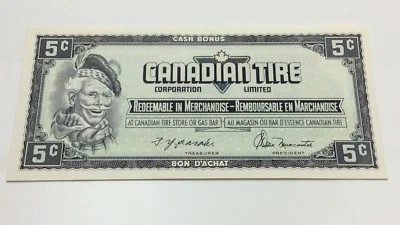 CASH BONUS
5¢ 5¢
CANADIAN TIRE
CORPORATION LIMITED
REDEEMABLE IN MERCHANDISE-REMBOURSABLE EN MARCHANDISE
AT CANADIAN TIRE STORE OR GAS BAR AU MAGASIN OU BAR D'ESSENCE CANADIAN TIRE
TREASURER PRESIDENT
5¢ 5¢
BON D'ACHAT